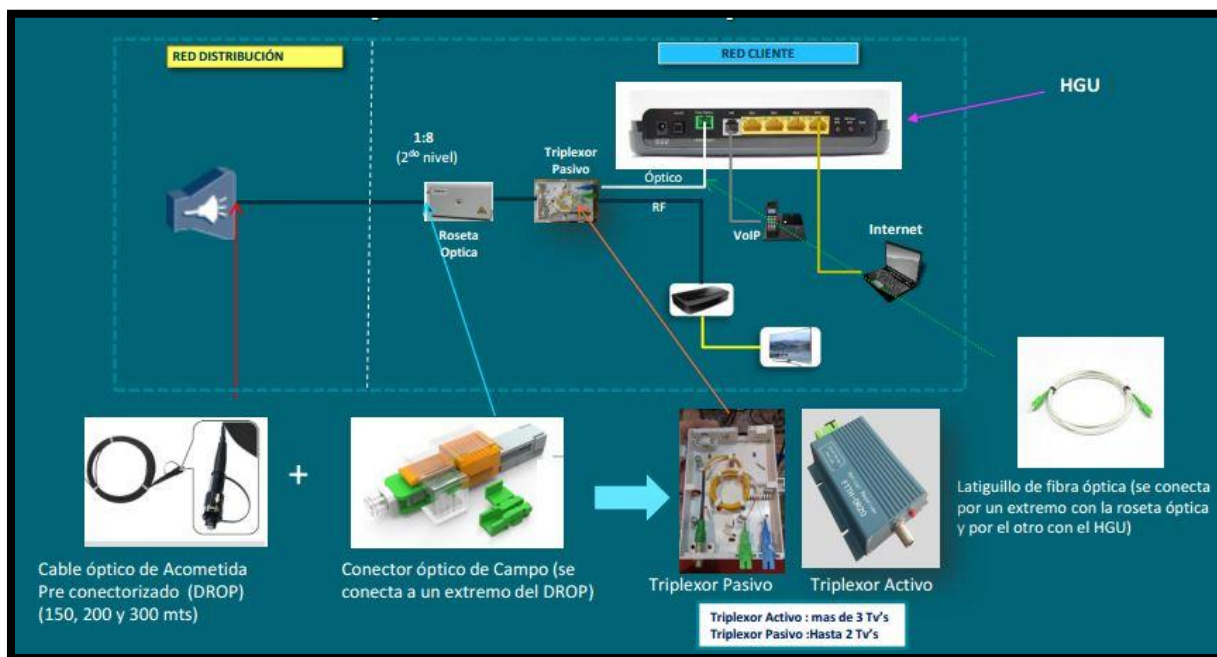 RED DISTRIBUCIÓN
RED CLIENTE
HGU
1:8
(2do nivel)
Triplexor
Pasivo
Óptico
RF
Roseta
Optica
VoIP
Internet
+
Cable óptico de Acometida
Pre conectorizado (DROP)
(150, 200 y 300 mts)
Conector óptico de Campo (se
conecta a un extremo del DROP)
Triplexor Pasivo
Triplexor Activo
FTTH-OR20
Triplexor Activo : mas de 3 Tv's
Triplexor Pasivo :Hasta 2 Tv's
Latiguillo de fibra óptica (se conecta
por un extremo con la roseta óptica
y por el otro con el HGU)